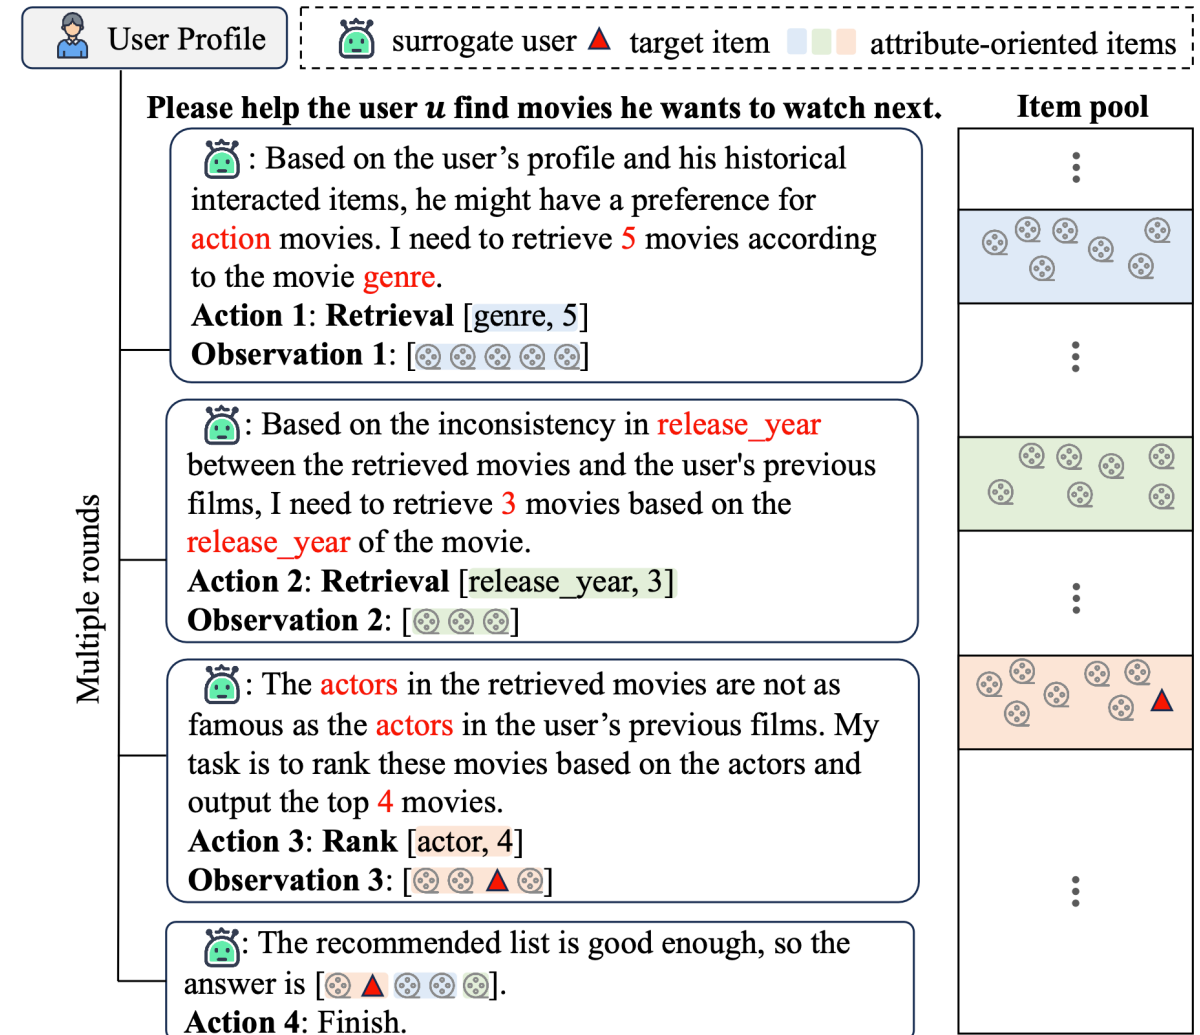 User Profile
surrogate user target item attribute-oriented items
Please help the user u find movies he wants to watch next.
Item pool
: Based on the user's profile and his historical
interacted items, he might have a preference for
action movies. I need to retrieve 5 movies according
to the movie genre.
Action 1: Retrieval [genre, 5]
Observation 1: [ ]
: Based on the inconsistency in release_year
between the retrieved movies and the user's previous
films, I need to retrieve 3 movies based on the
release_year of the movie.
Action 2: Retrieval [release_year, 3]
Observation 2: [ ]
: The actors in the retrieved movies are not as
famous as the actors in the user's previous films. My
task is to rank these movies based on the actors and
output the top 4 movies.
Action 3: Rank [actor, 4]
Observation 3: [ ]
: The recommended list is good enough, so the
answer is [ ].
Action 4: Finish.
Multiple rounds